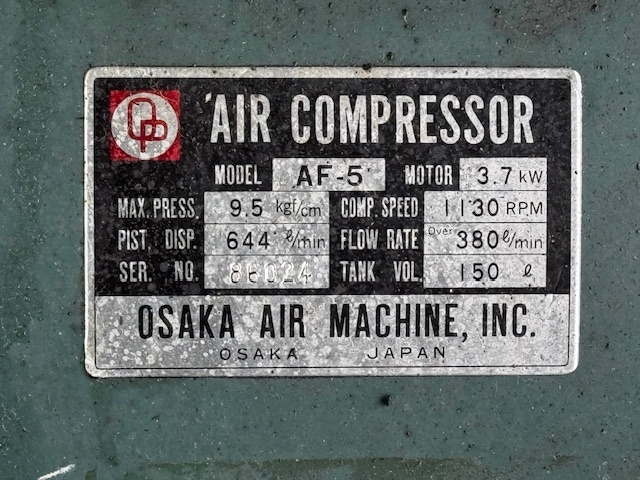 AIR COMPRESSOR
MODEL AF-5 MOTOR 3.7 kW
MAX. PRESS. 9.5 kgf/cm COMP. SPEED 1130 RPM
PIST. DISP. 644 ℓ/min FLOW RATE Over 380 ℓ/min
SER. NO. TANK VOL. 150 ℓ
OSAKA AIR MACHINE, INC.
OSAKA JAPAN